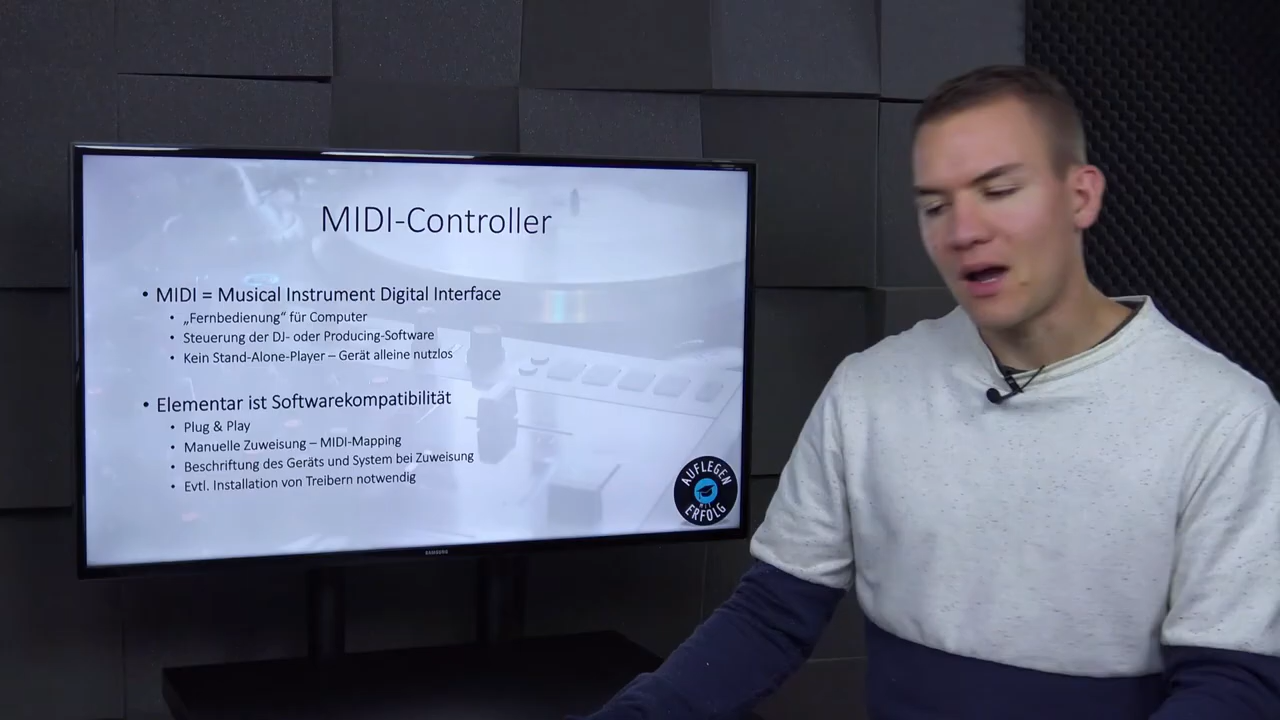 MIDI-Controller
• MIDI = Musical Instrument Digital Interface
• „Fernbedienung“ für Computer
• Steuerung der DJ- oder Producing-Software
• Kein Stand-Alone-Player – Gerät alleine nutzlos
• Elementar ist Softwarekompatibilität
• Plug & Play
• Manuelle Zuweisung – MIDI-Mapping
• Beschriftung des Geräts und System bei Zuweisung
• Evtl. Installation von Treibern notwendig
AUFLEGEN
MIT
ERFOLG
SAMSUNG